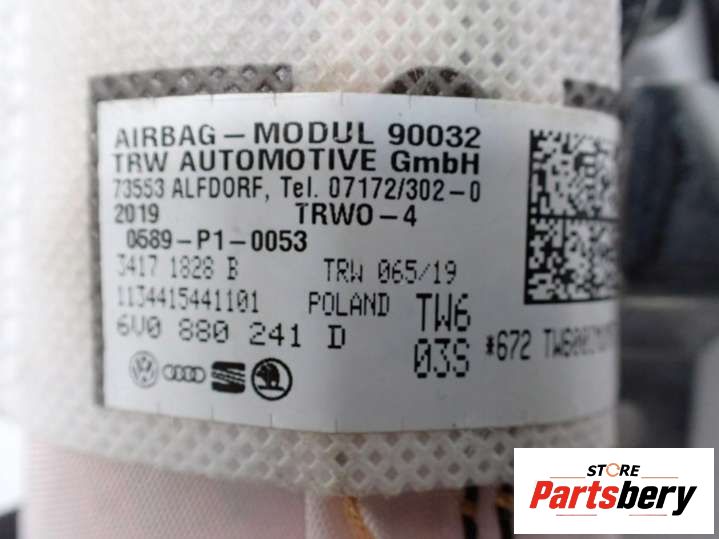 AIRBAG-MODUL 90032
TRW AUTOMOTIVE GmbH
73553 ALFDORF, Tel. 07172/302-0
2019 TRWO-4
0589-P1-0053
3417 1828 B TRW 065/19
1134415441101 POLAND TW6
6V0 880 241 D 03S *672
STORE
Partsbery